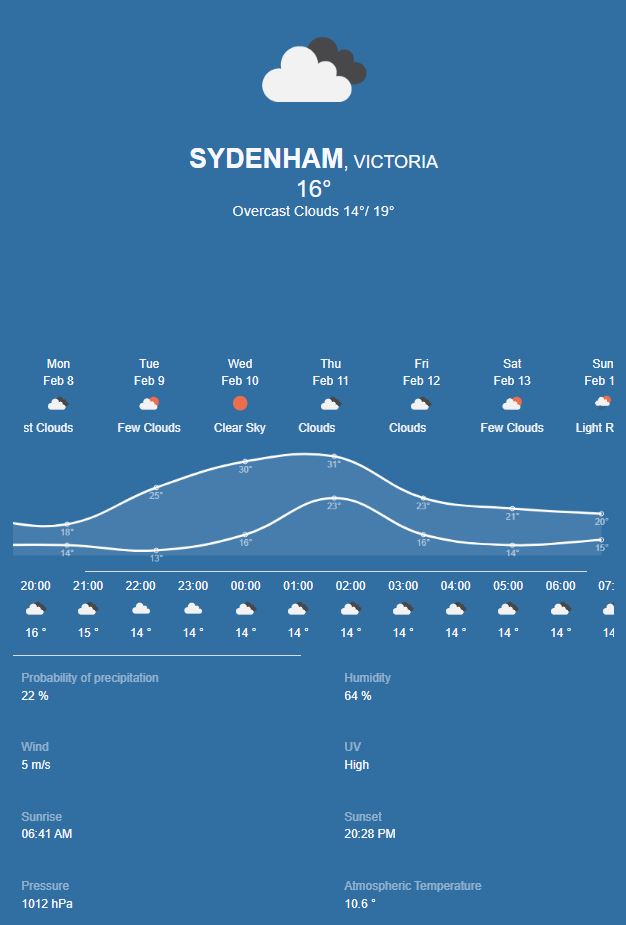 SYDENHAM, VICTORIA
16°
Overcast Clouds 14°/ 19°
Mon Tue Wed Thu Fri Sat Sun
Feb 8 Feb 9 Feb 10 Feb 11 Feb 12 Feb 13 Feb 1
st Clouds Few Clouds Clear Sky Clouds Clouds Few Clouds Light R
18° 25° 30° 31° 23° 21° 20°
14° 13° 16° 23° 16° 14° 15°
20:00 21:00 22:00 23:00 00:00 01:00 02:00 03:00 04:00 05:00 06:00 07:
16 ° 15 ° 14 ° 14 ° 14 ° 14 ° 14 ° 14 ° 14 ° 14 ° 14 ° 14
Probability of precipitation Humidity
22 % 64 %
Wind UV
5 m/s High
Sunrise Sunset
06:41 AM 20:28 PM
Pressure Atmospheric Temperature
1012 hPa 10.6 °